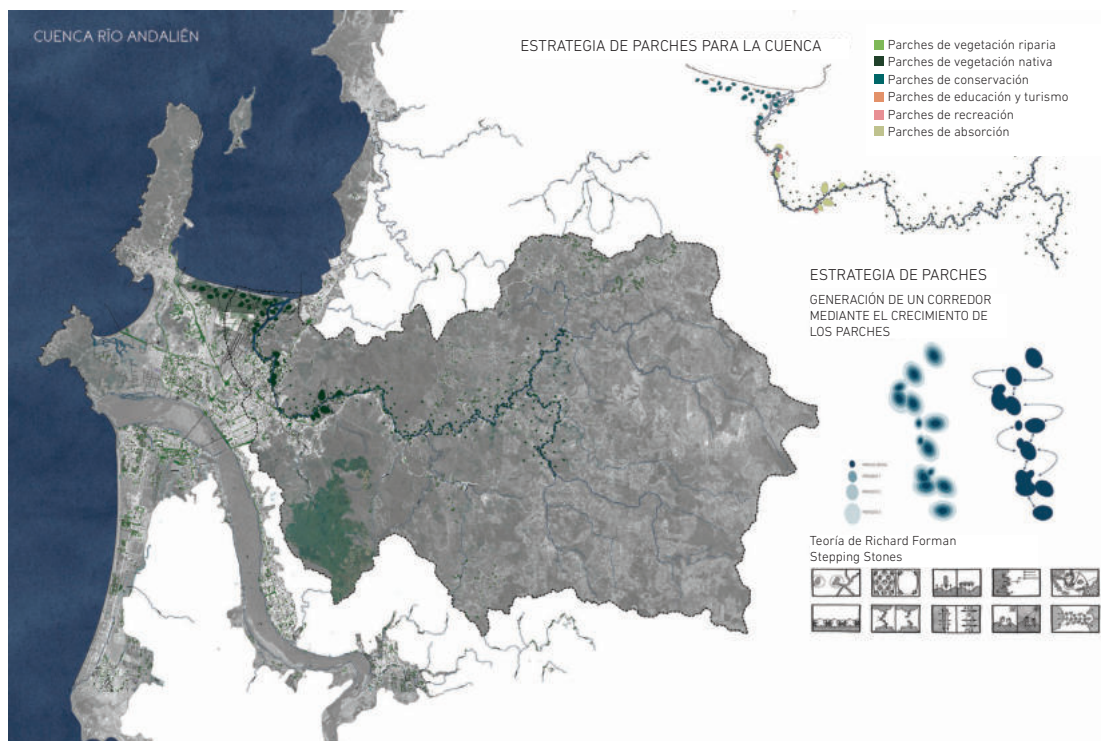 CUENCA RÍO ANDALIÉN
ESTRATEGIA DE PARCHES PARA LA CUENCA
Parches de vegetación riparia
Parches de vegetación nativa
Parches de conservación
Parches de educación y turismo
Parches de recreación
Parches de absorción
ESTRATEGIA DE PARCHES
GENERACIÓN DE UN CORREDOR
MEDIANTE EL CRECIMIENTO DE
LOS PARCHES
Teoría de Richard Forman
Stepping Stones